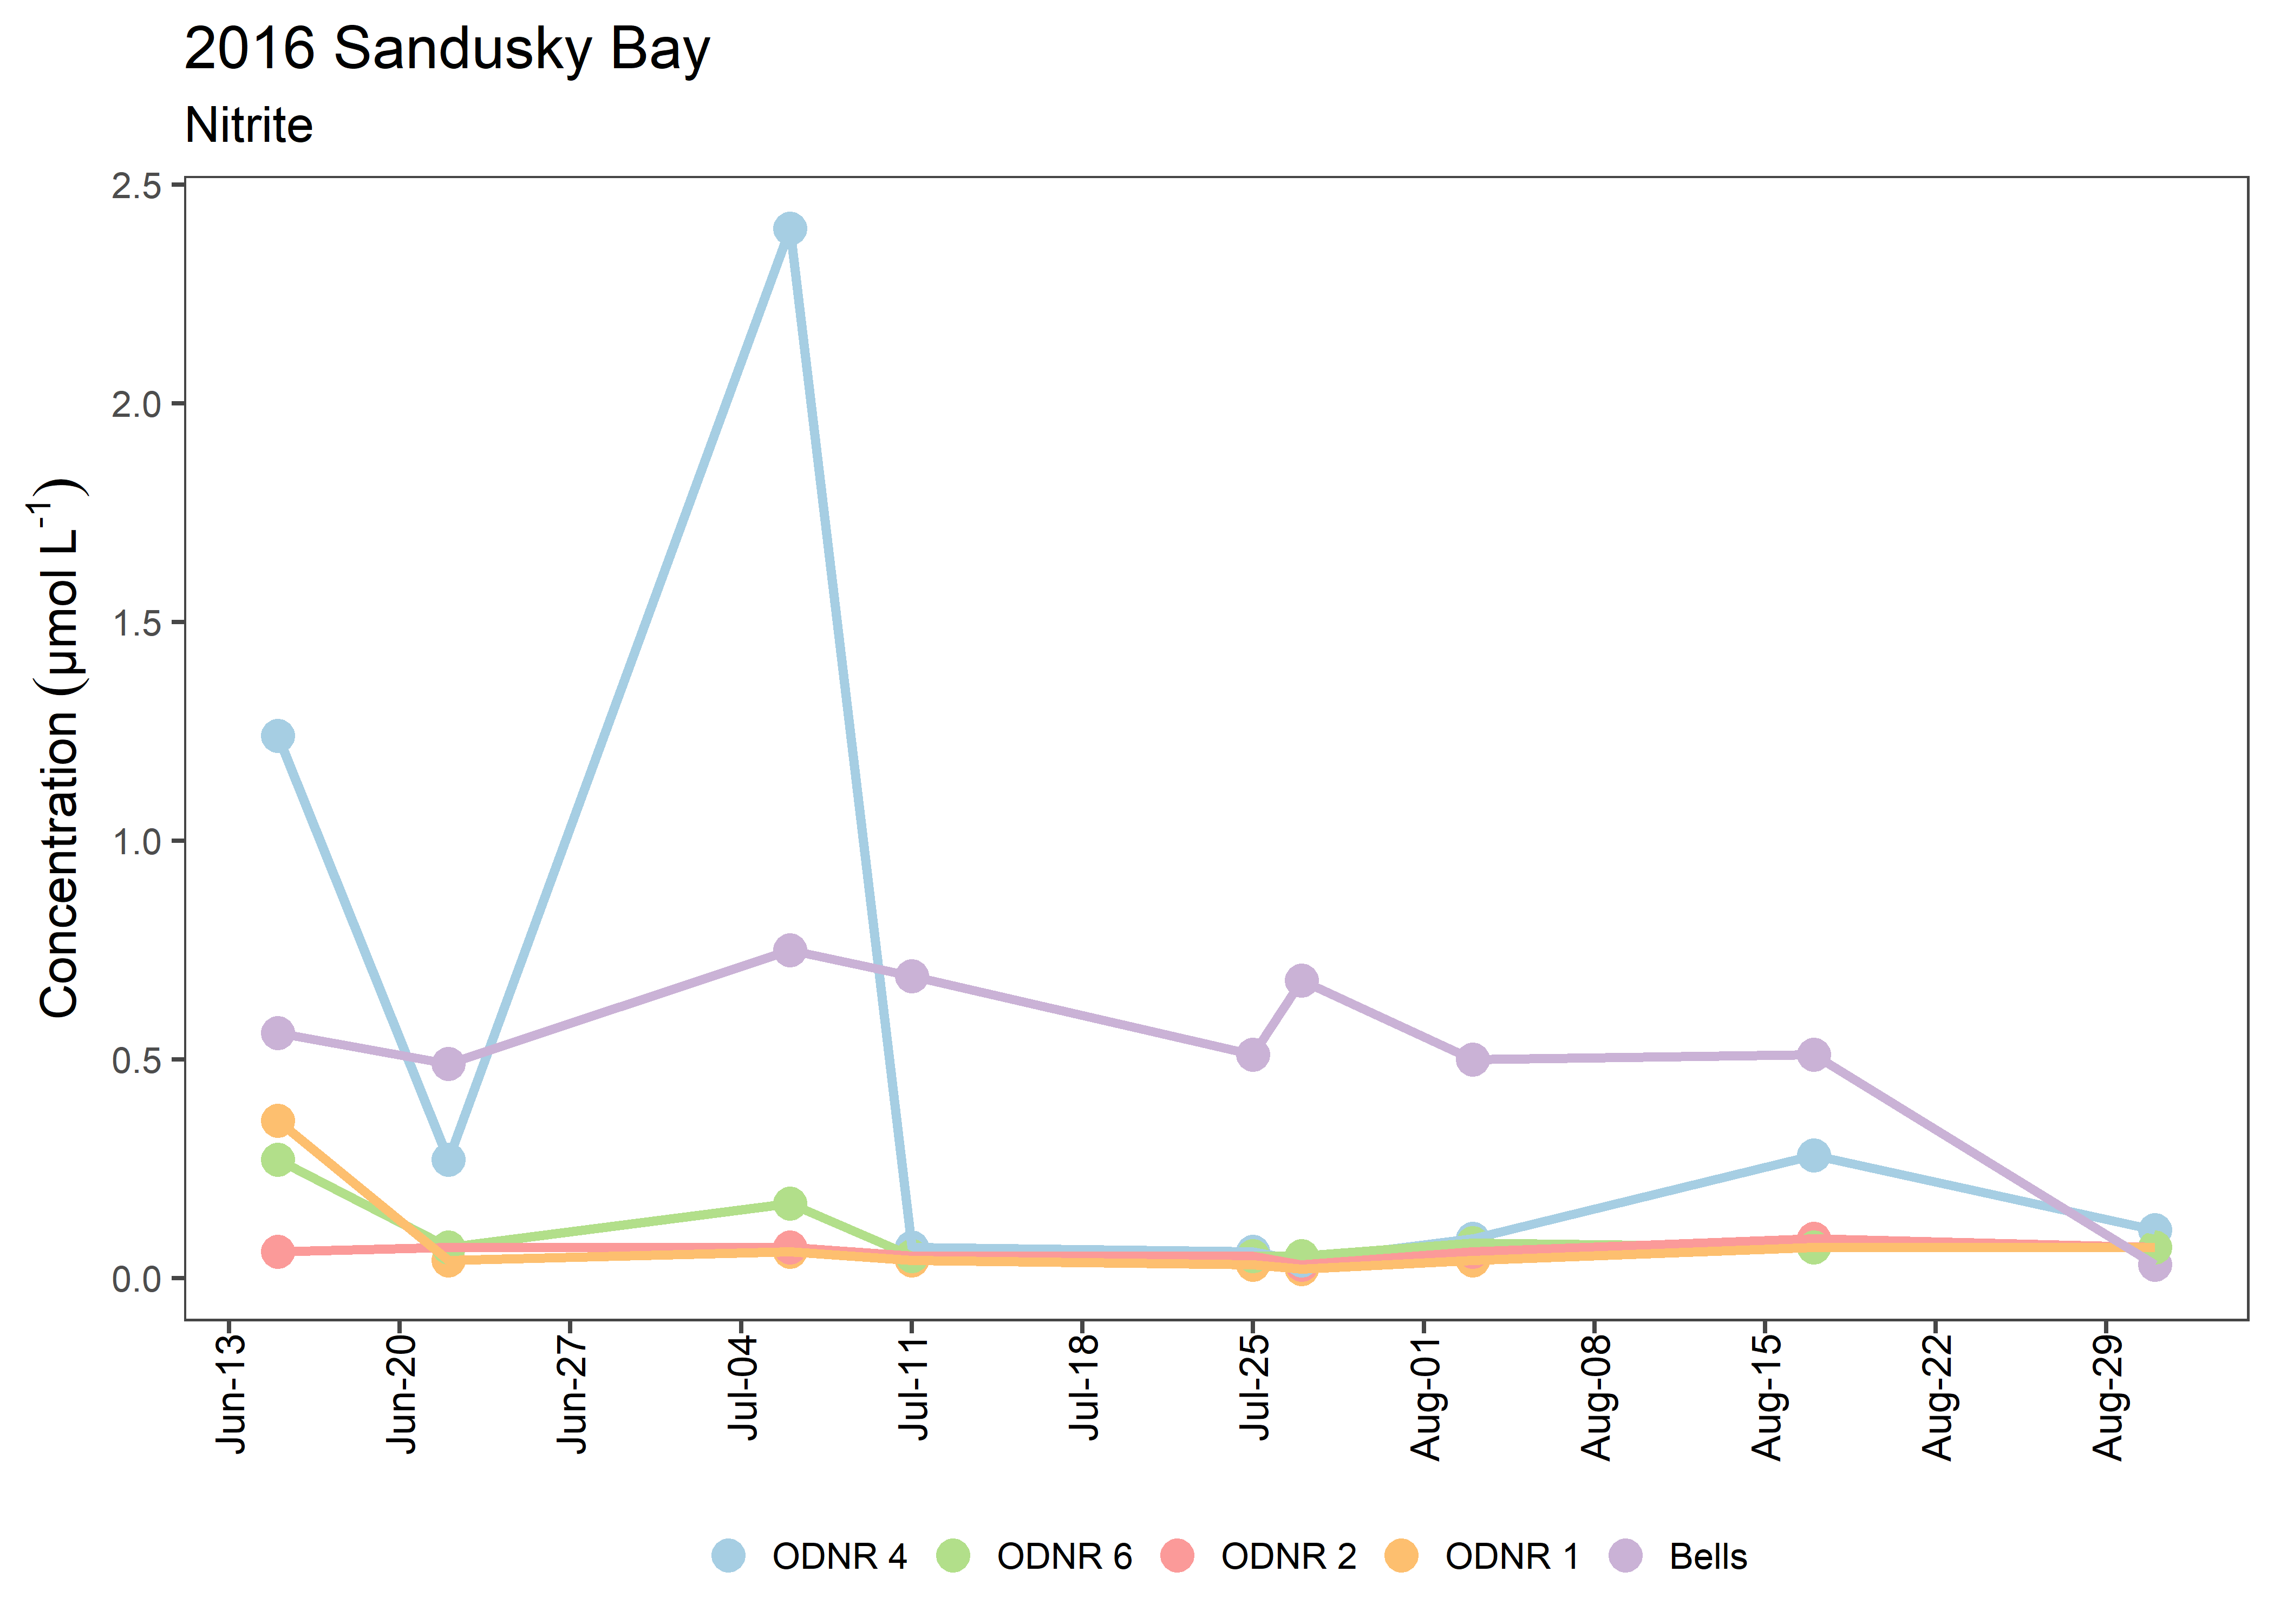 2016 Sandusky Bay
Nitrite
Concentration (µmol L⁻¹)
2.5
2.0
1.5
1.0
0.5
0.0
Jun-13
Jun-20
Jun-27
Jul-04
Jul-11
Jul-18
Jul-25
Aug-01
Aug-08
Aug-15
Aug-22
Aug-29
ODNR 4 ODNR 6 ODNR 2 ODNR 1 Bells